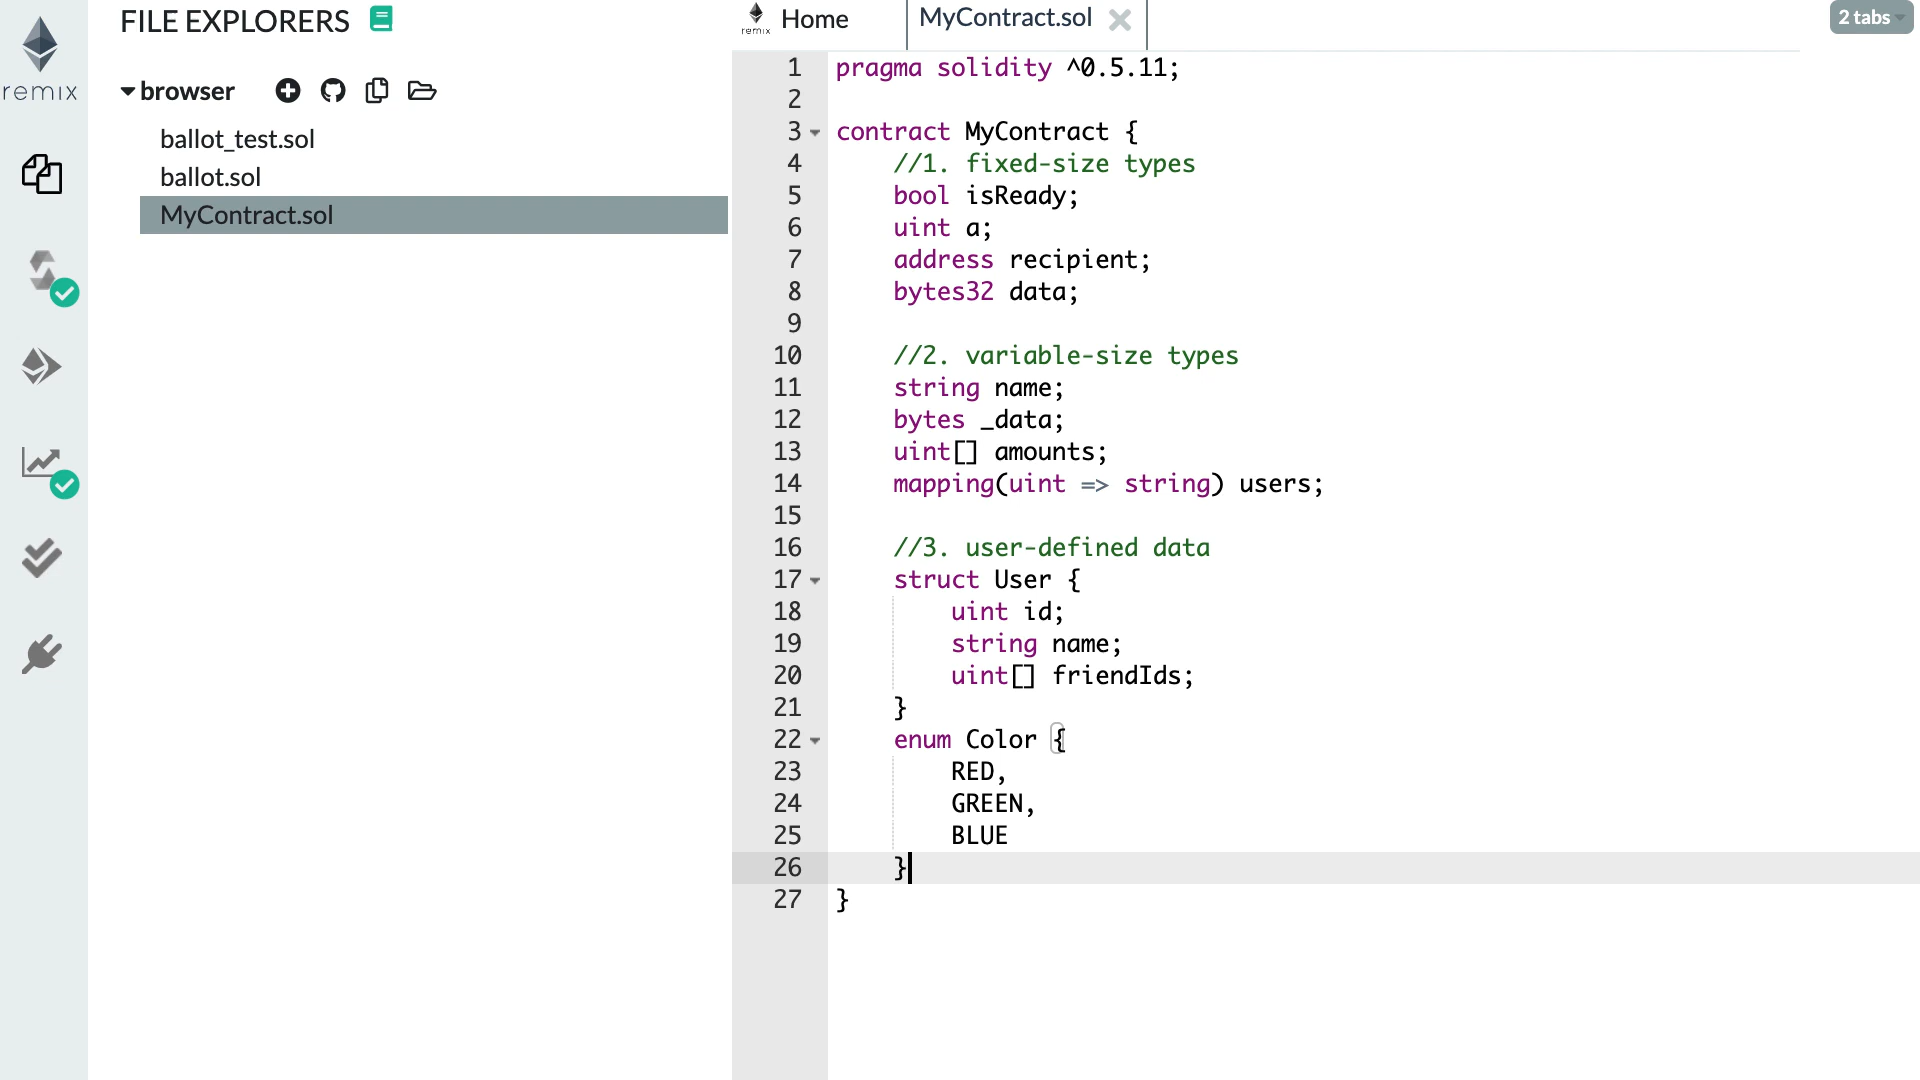 FILE EXPLORERS
remix
browser
ballot_test.sol
ballot.sol
MyContract.sol
remix
Home
MyContract.sol
2 tabs
1 pragma solidity ^0.5.11;
2
3 contract MyContract {
4     //1. fixed-size types
5     bool isReady;
6     uint a;
7     address recipient;
8     bytes32 data;
9
10     //2. variable-size types
11     string name;
12     bytes _data;
13     uint[] amounts;
14     mapping(uint => string) users;
15
16     //3. user-defined data
17     struct User {
18         uint id;
19         string name;
20         uint[] friendIds;
21     }
22     enum Color {
23         RED,
24         GREEN,
25         BLUE
26     }
27 }